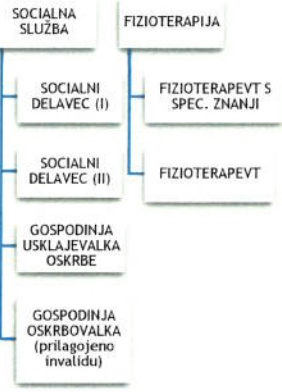 SOCIALNA
SLUŽBA
SOCIALNI
DELAVEC (I)
SOCIALNI
DELAVEC (II)
GOSPODINJA
USKLAJEVALKA
OSKRBE
GOSPODINJA
OSKRBOVALKA
(prilagojeno
invalidu)
FIZIOTERAPIJA
FIZIOTERAPEVT S
SPEC. ZNANJI
FIZIOTERAPEVT